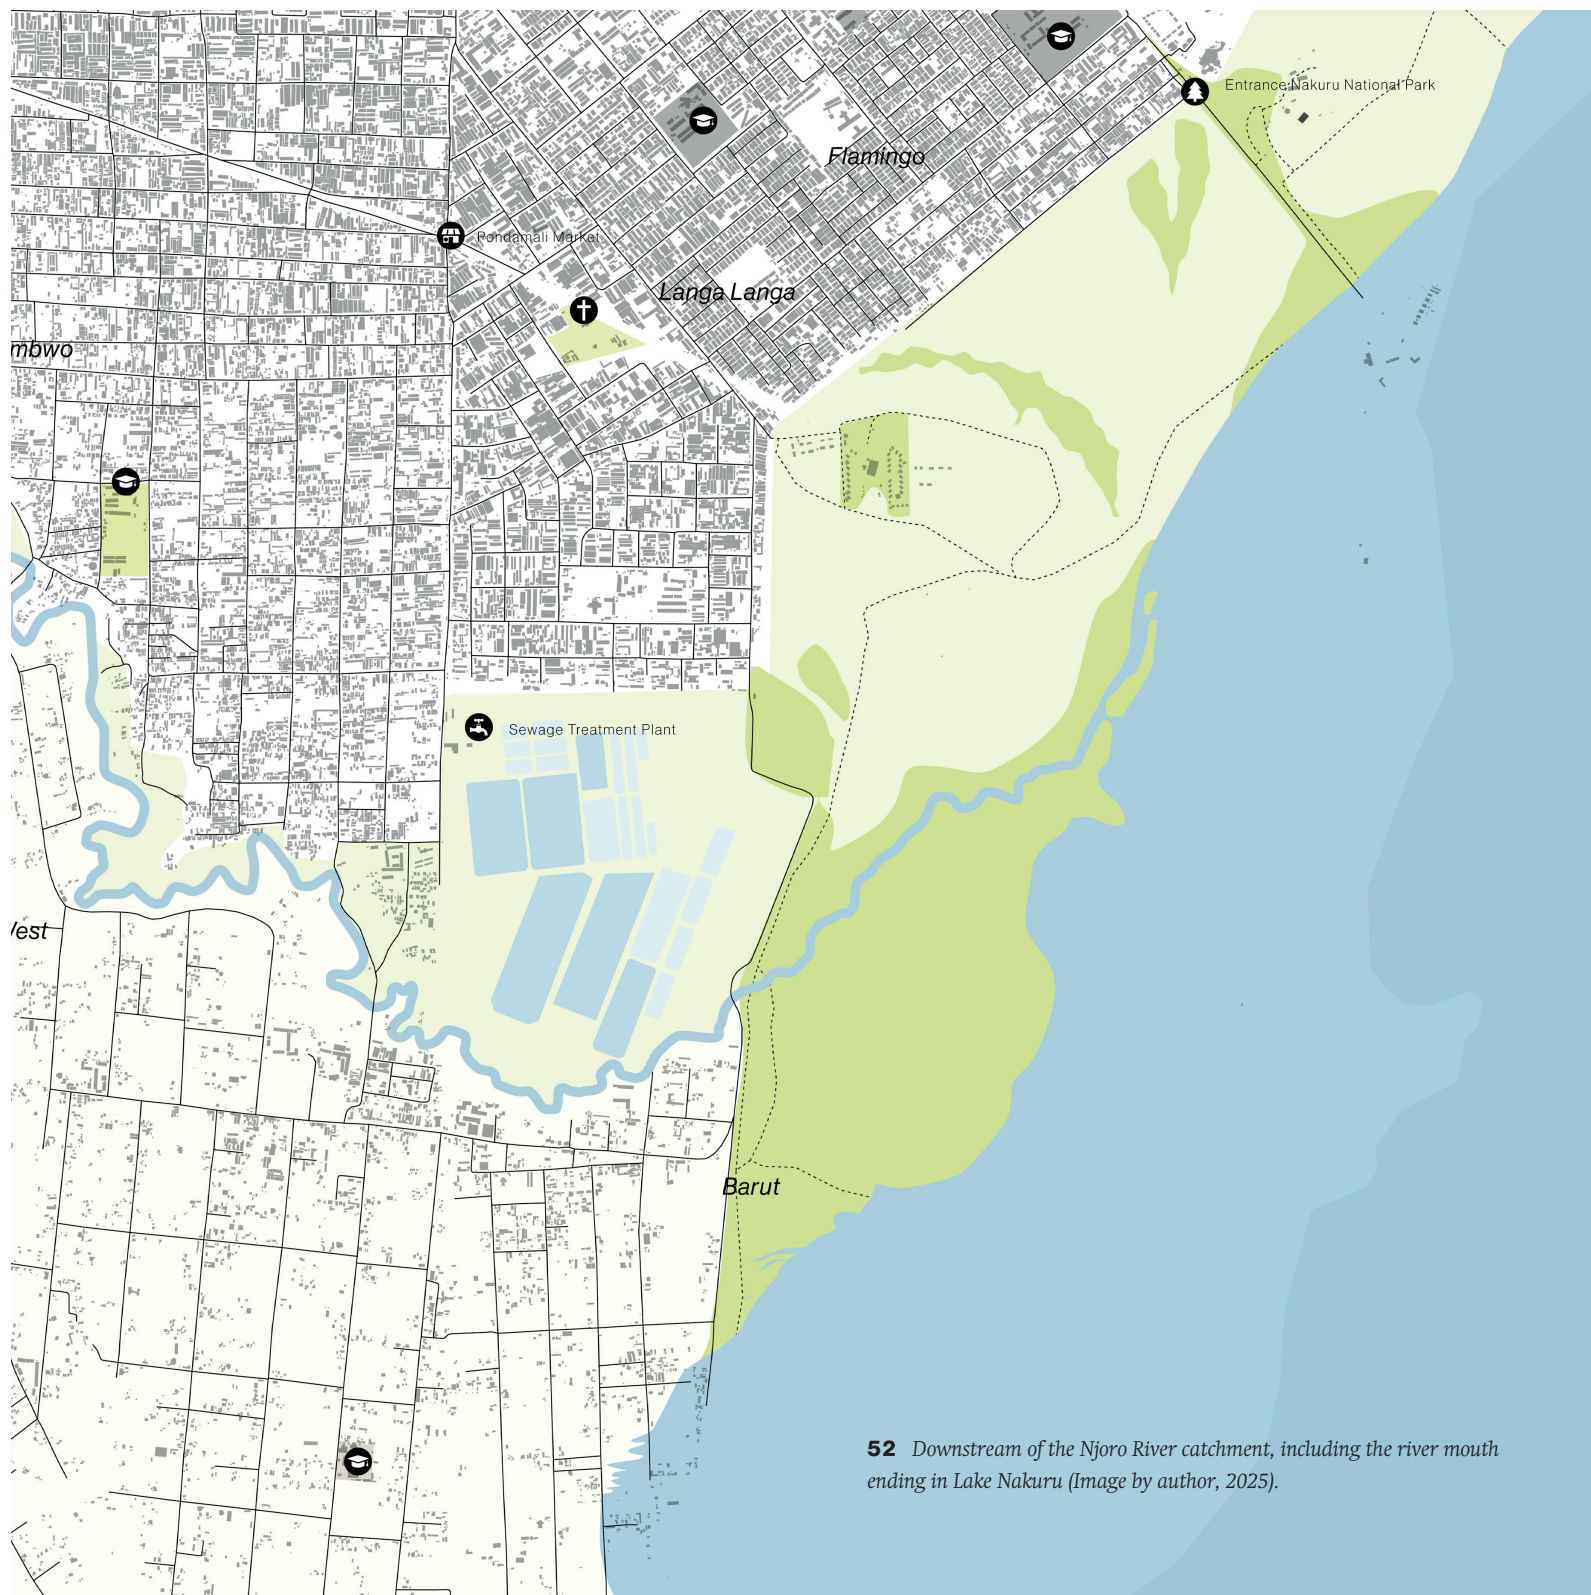 Entrance Nakuru National Park
Flamingo
Pondamali Market
Langa Langa
mbwo
Sewage Treatment Plant
Vest
Barut
52 Downstream of the Njoro River catchment, including the river mouth
ending in Lake Nakuru (Image by author, 2025).